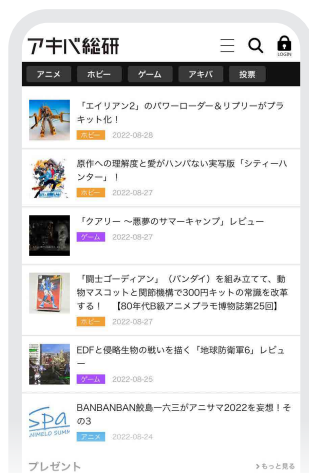 アキバ総研
LOGIN
アニメ ホビー ゲーム アキバ 投票
「エイリアン2」のパワーローダー＆リプリーがプラ
キット化！
ホビー 2022-08-28
原作への理解度と愛がハンパない実写版「シティーハ
ンター」！
ホビー 2022-08-27
「クアリー ～悪夢のサマーキャンプ」レビュー
ゲーム 2022-08-27
「闘士ゴーディアン」（バンダイ）を組み立てて、動
物マスコットと関節機構で300円キットの常識を改革
する！ 【80年代B級アニメプラモ博物誌第25回】
ホビー 2022-08-27
EDFと侵略生物の戦いを描く「地球防衛軍6」レビュ
ー
ゲーム 2022-08-25
BANBANBAN鮫島一六三がアニサマ2022を妄想！そ
の3
アニメ 2022-08-24
spa
ANIMELO SUMM
プレゼント
>もっと見る